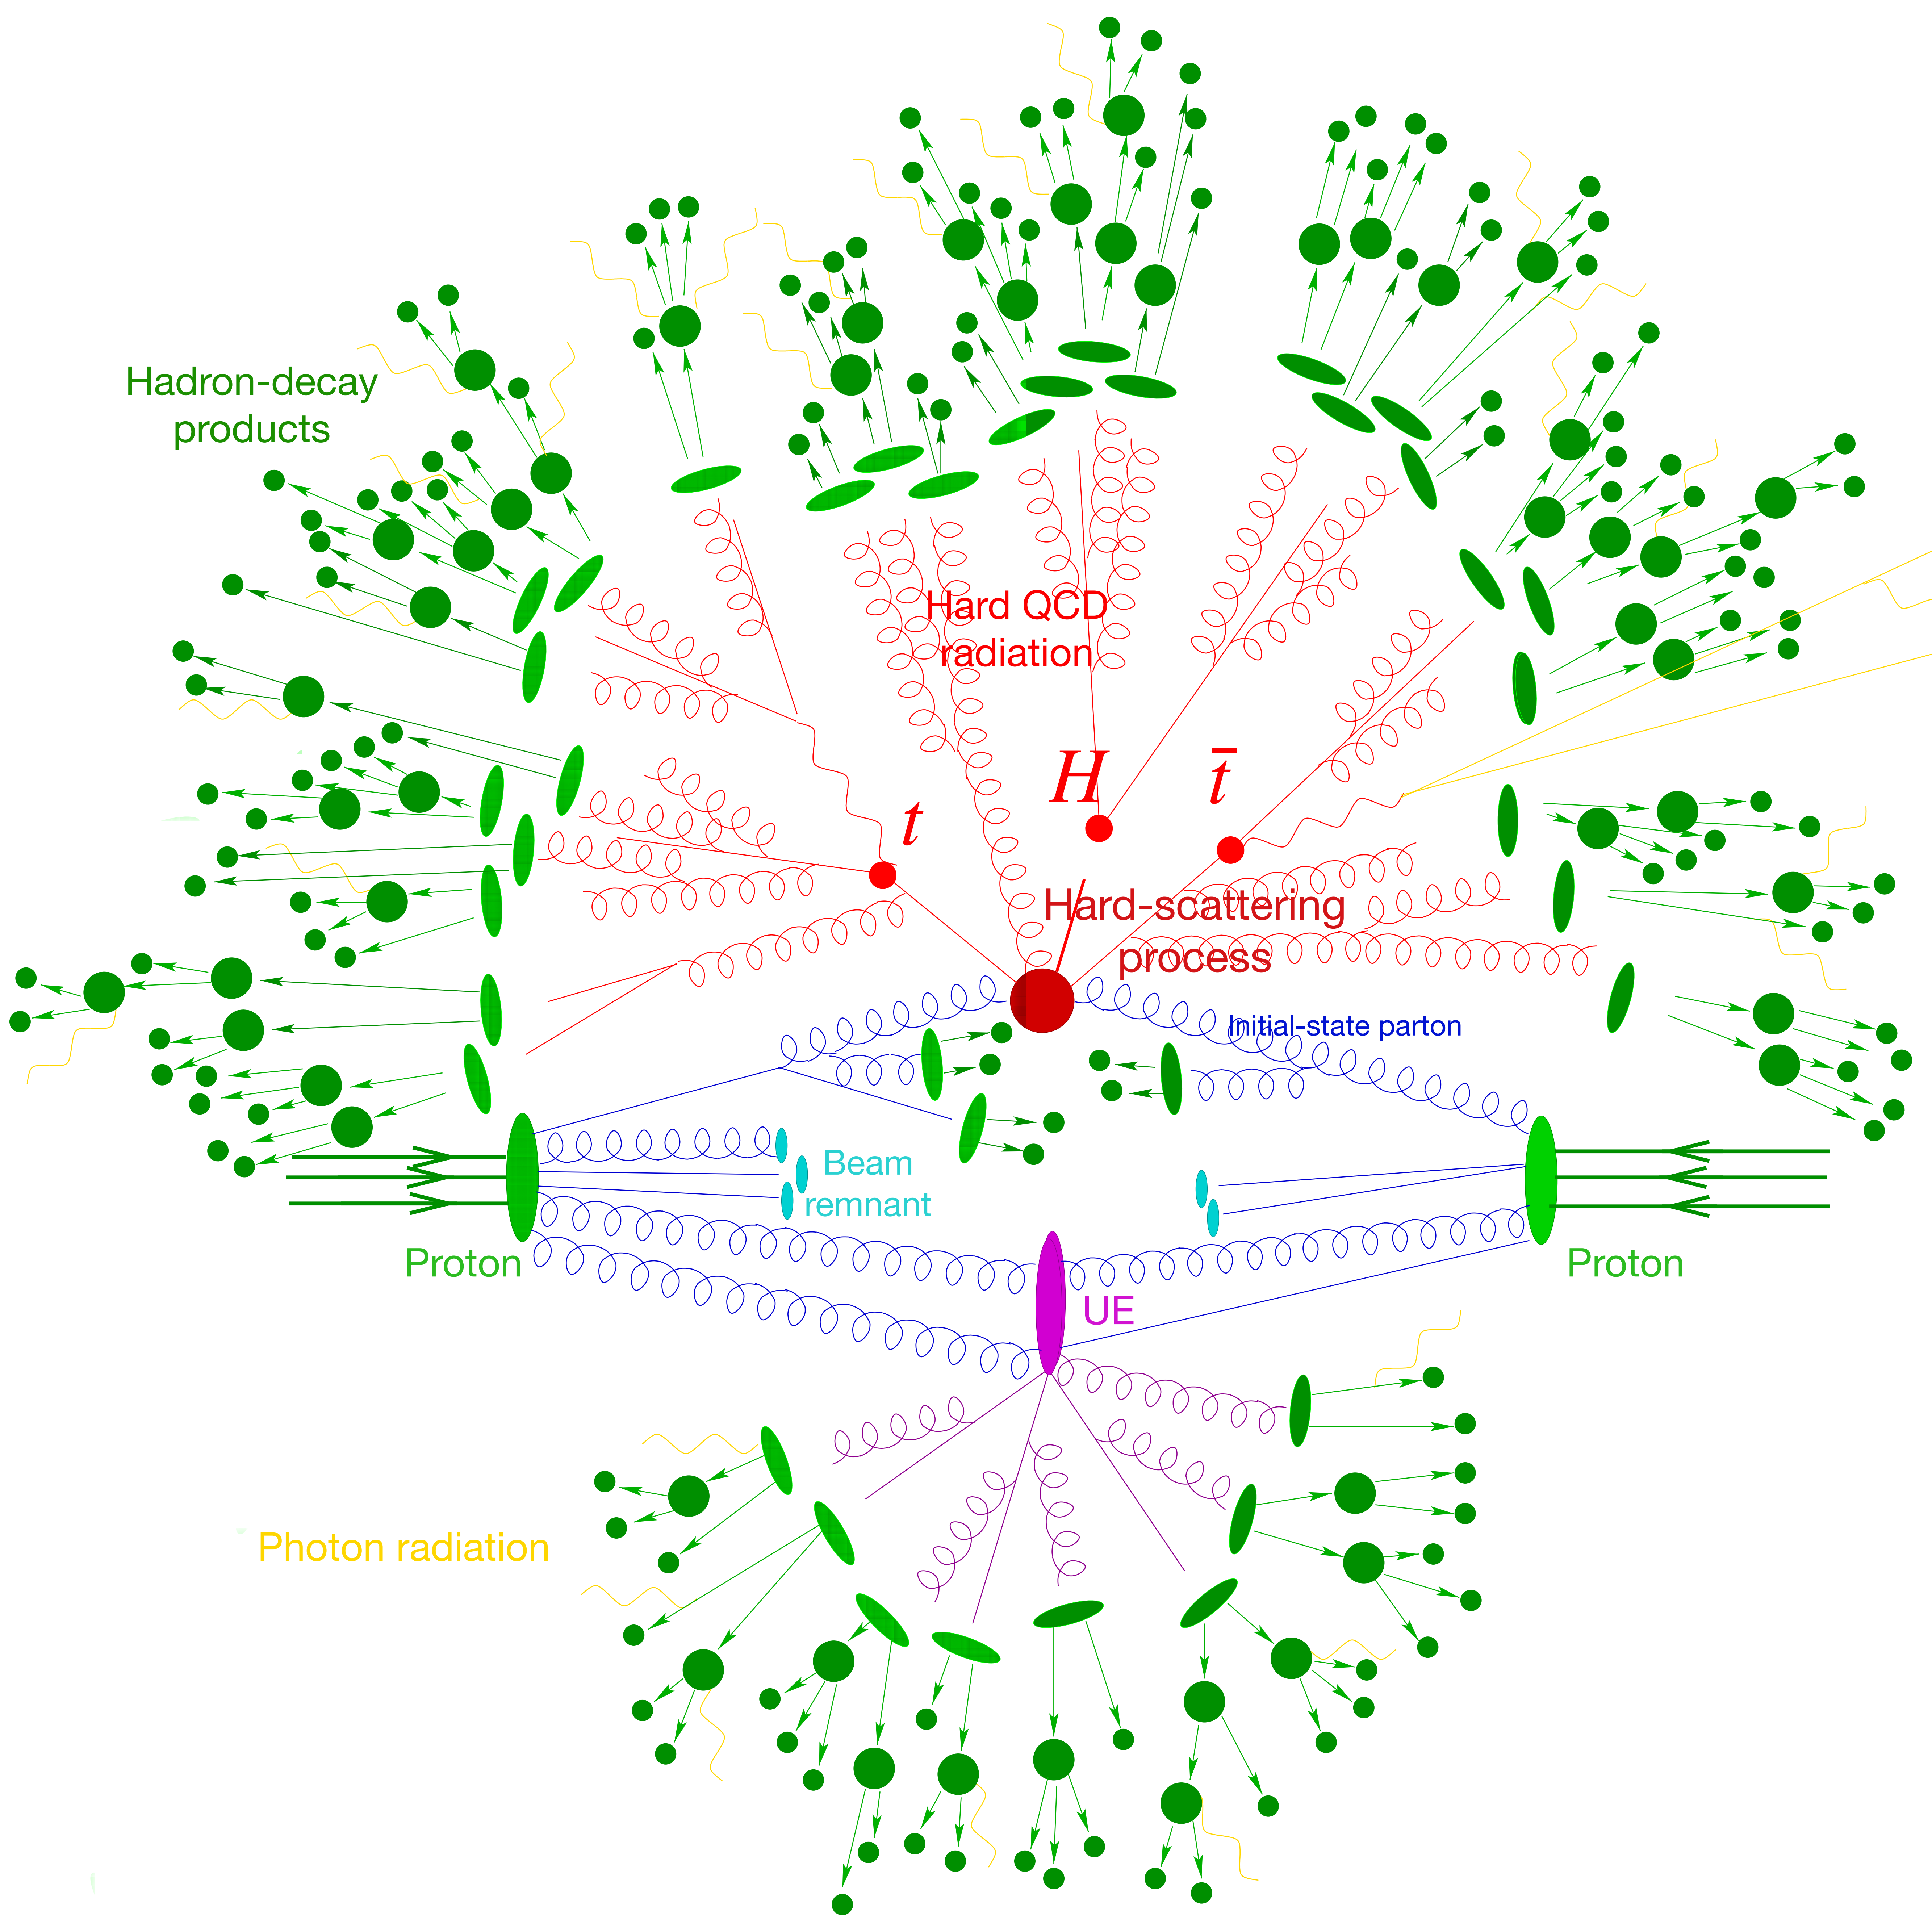 Hadron-decay
products
Hard QCD
radiation
H
t̄
t
Hard-scattering
process
Initial-state parton
Beam
remnant
Proton
Proton
UE
Photon radiation